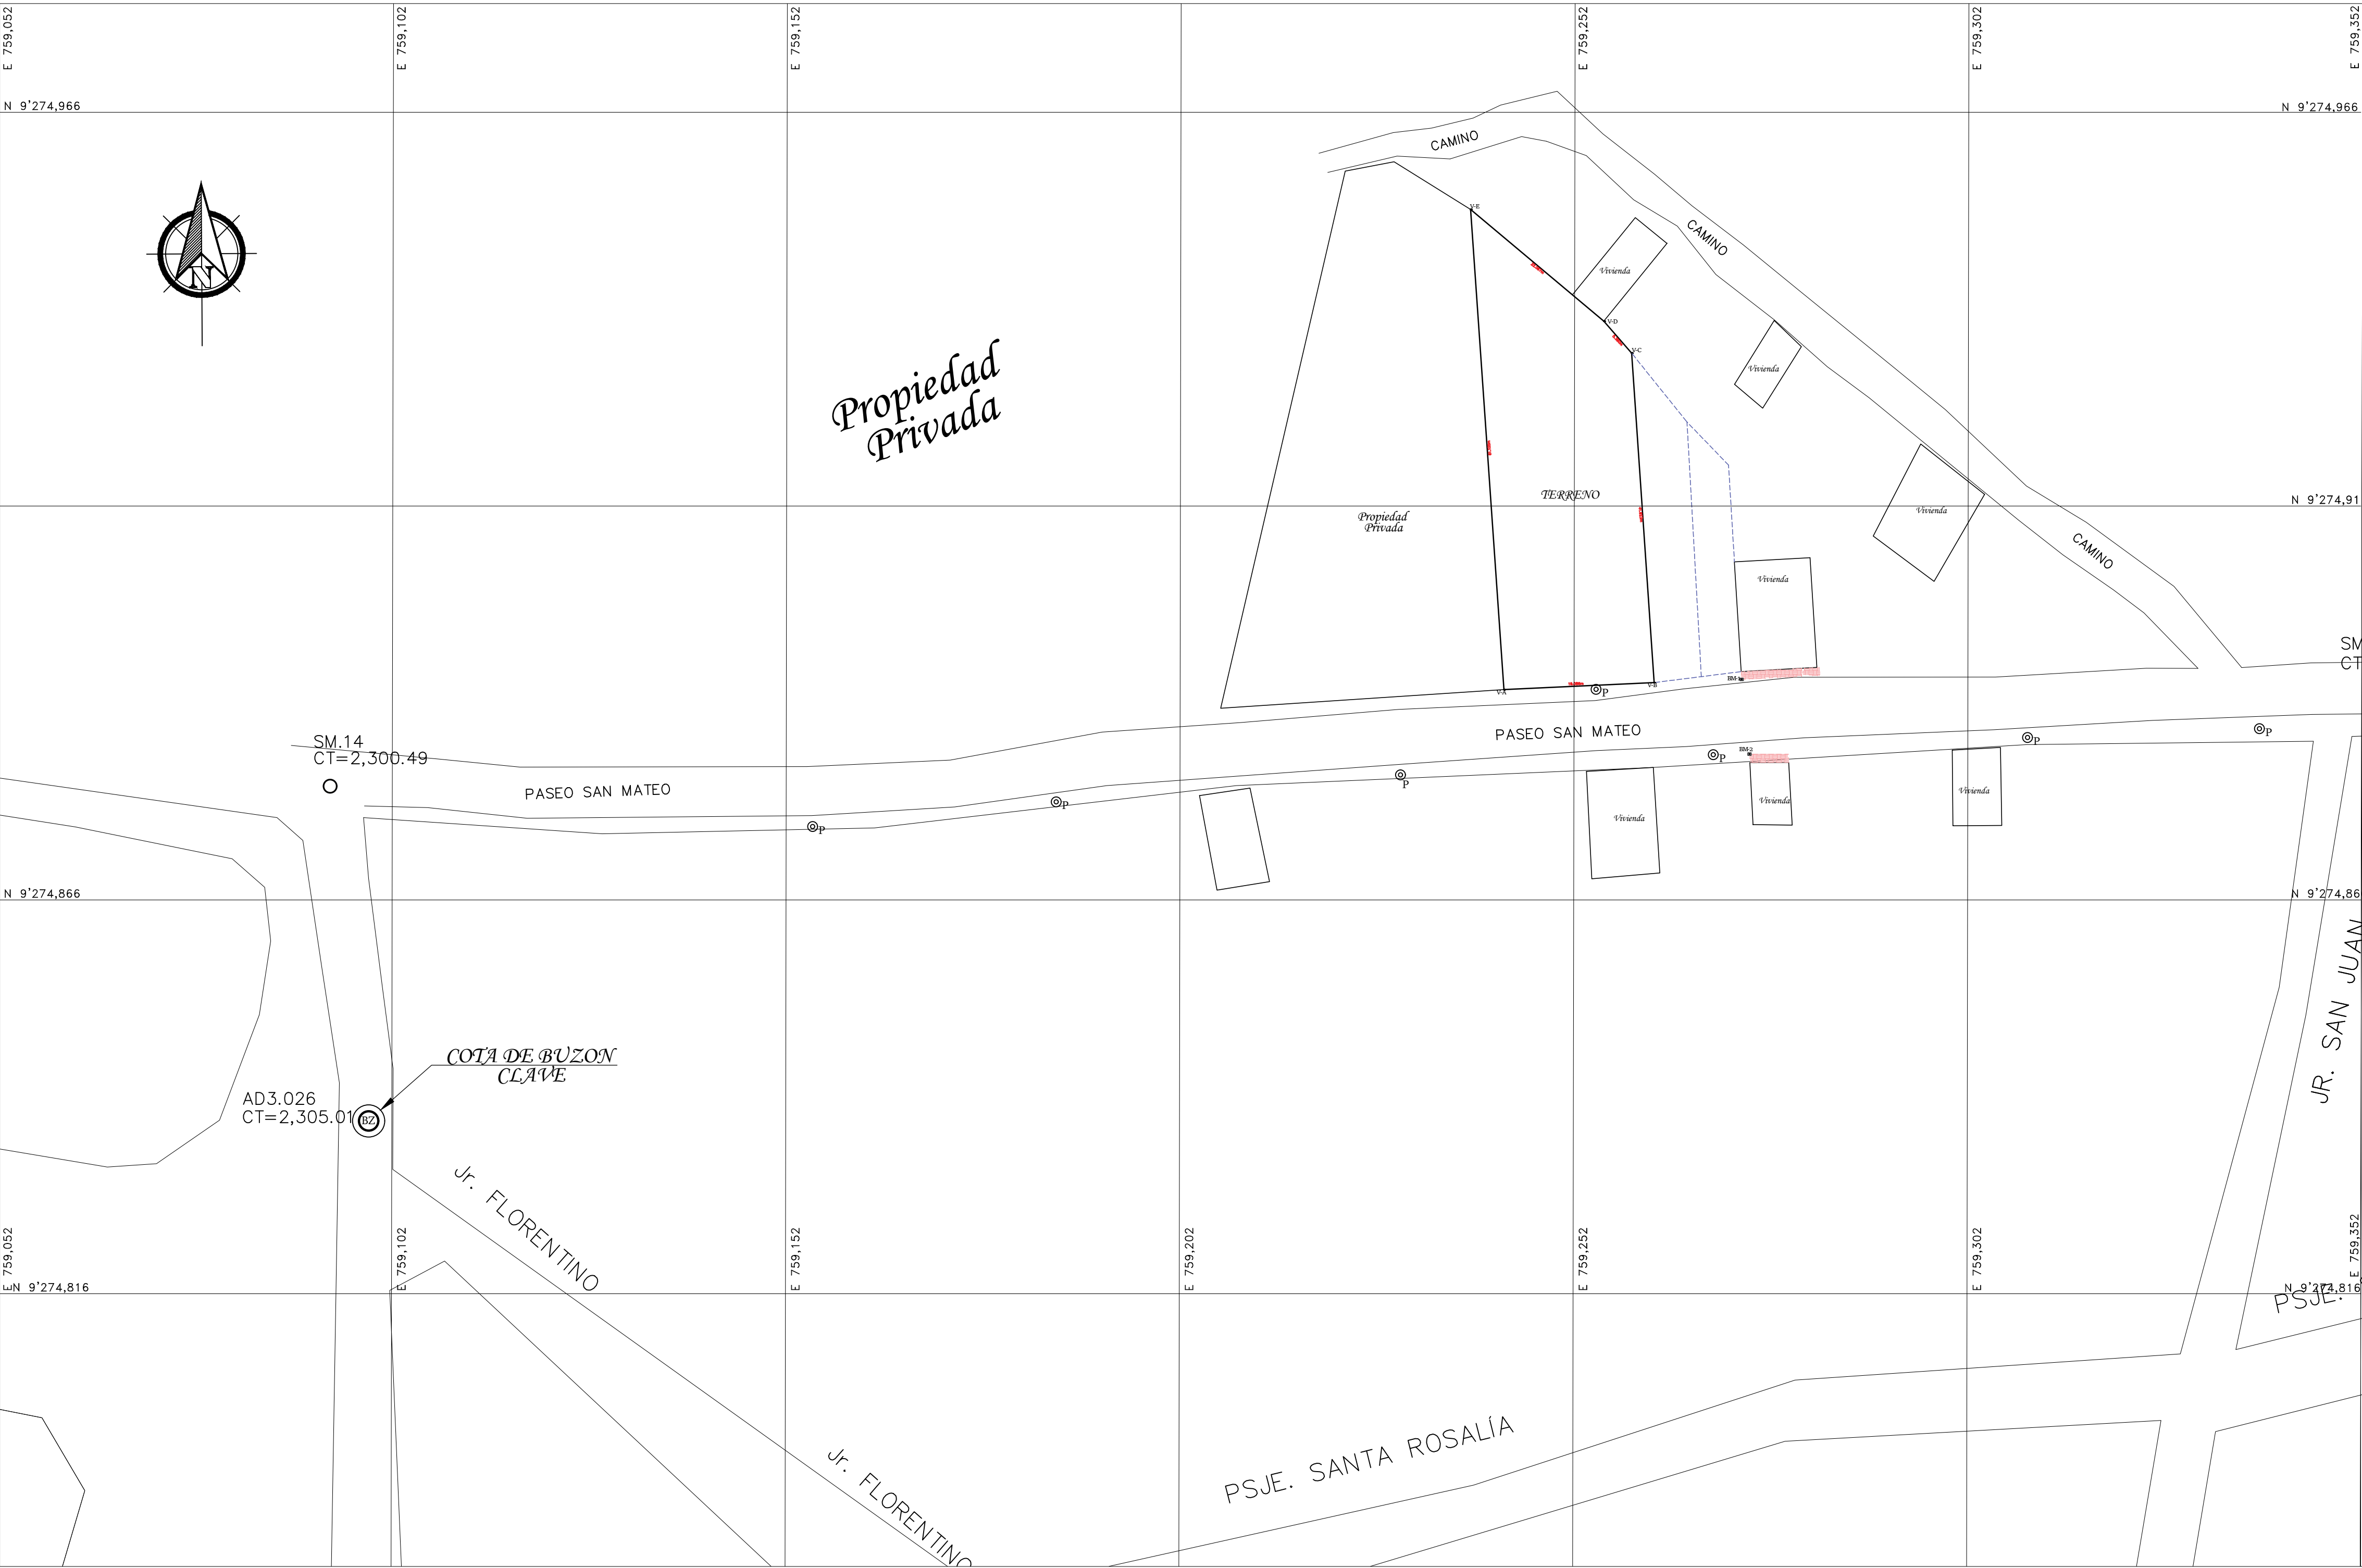 E 759,052
E 759,102
E 759,152
E 759,252
E 759,302
E 759,352
N 9'274,966
N 9'274,966
CAMINO
V-E
N
CAMINO
Vivienda
V-D
V-C
Propiedad
Privada
Vivienda
TERRENO
N 9'274,91
Propiedad
Privada
Vivienda
CAMINO
Vivienda
SM
CT
BM-1
V-A
V-B
P
PASEO SAN MATEO
SM.14
CT=2,300.49
BM-2
P
P
P
P
PASEO SAN MATEO
P
P
Vivienda
Vivienda
Vivienda
N 9'274,866
N 9'274,86
JR. SAN JUAN
COTA DE BUZON
CLAVE
AD3.026
CT=2,305.01
BZ
Jr. FLORENTINO
E 759,052
E 759,102
E 759,152
E 759,202
E 759,252
E 759,302
E 759,352
N 9'274,816
N 9'274,816
PSJE.
PSJE. SANTA ROSALÍA
Jr. FLORENTINO